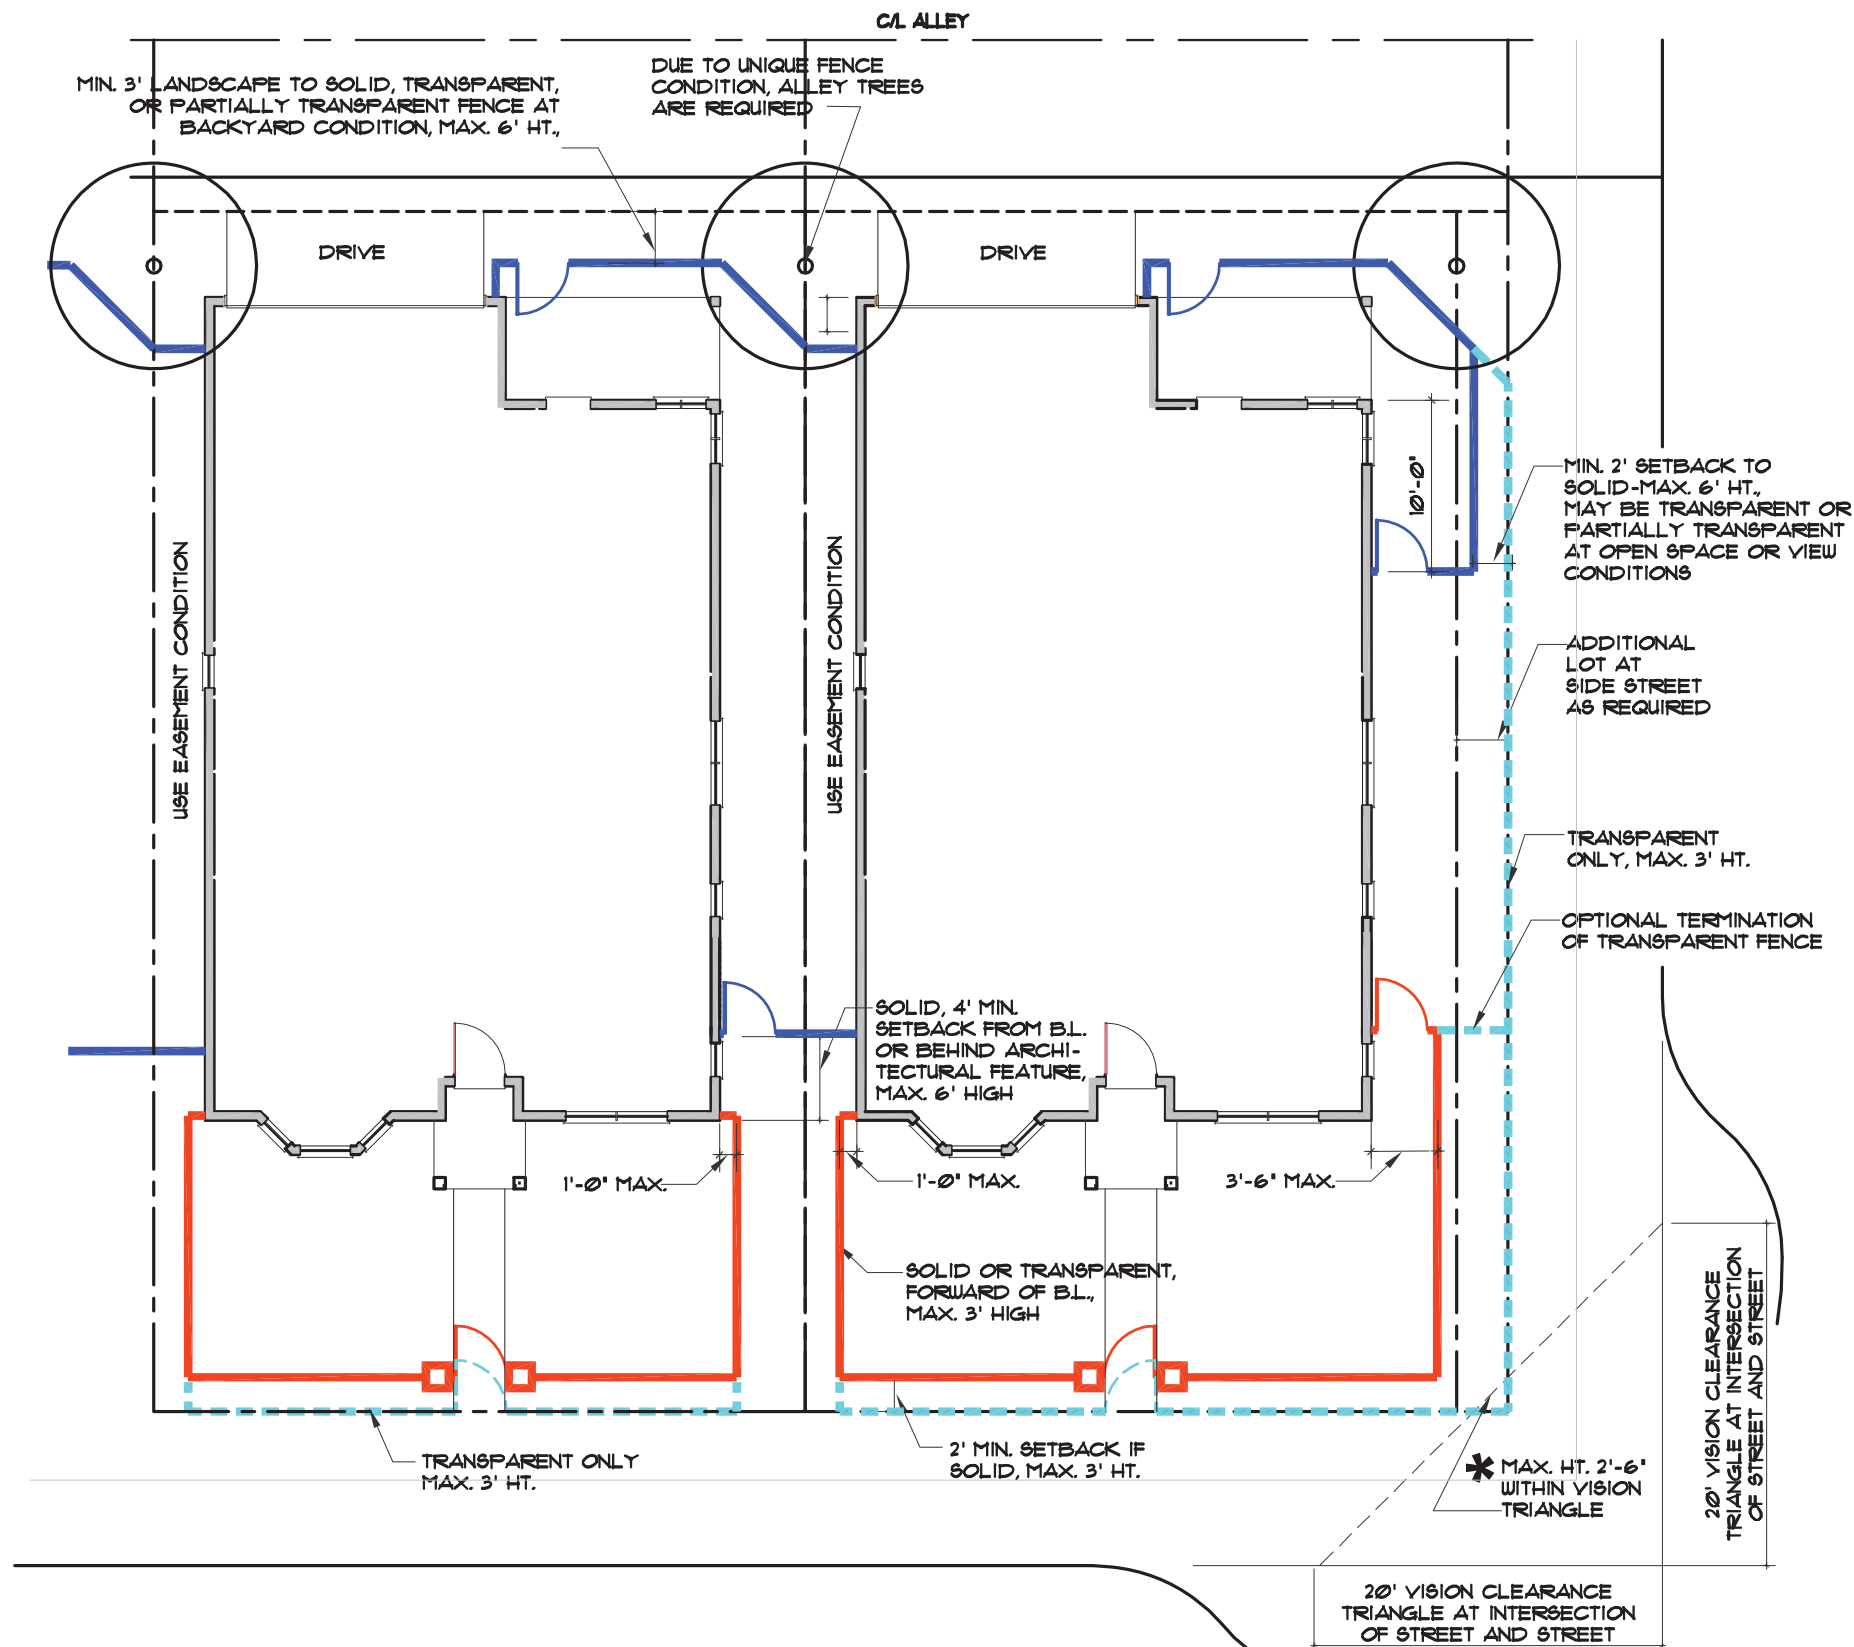 C/L ALLEY
MIN. 3' LANDSCAPE TO SOLID, TRANSPARENT,
OR PARTIALLY TRANSPARENT FENCE AT
BACKYARD CONDITION, MAX. 6' HT.,
DUE TO UNIQUE FENCE
CONDITION, ALLEY TREES
ARE REQUIRED
DRIVE
DRIVE
USE EASEMENT CONDITION
USE EASEMENT CONDITION
10'-0"
MIN. 2' SETBACK TO
SOLID-MAX. 6' HT.,
MAY BE TRANSPARENT OR
PARTIALLY TRANSPARENT
AT OPEN SPACE OR VIEW
CONDITIONS
ADDITIONAL
LOT AT
SIDE STREET
AS REQUIRED
TRANSPARENT
ONLY, MAX. 3' HT.
OPTIONAL TERMINATION
OF TRANSPARENT FENCE
SOLID, 4' MIN.
SETBACK FROM B.L.
OR BEHIND ARCHI-
TECTURAL FEATURE,
MAX. 6' HIGH
1'-0" MAX.
1'-0" MAX.
3'-6" MAX.
SOLID OR TRANSPARENT,
FORWARD OF B.L.,
MAX. 3' HIGH
TRANSPARENT ONLY
MAX. 3' HT.
2' MIN. SETBACK IF
SOLID, MAX. 3' HT.
* MAX. HT. 2'-6"
WITHIN VISION
TRIANGLE
20' VISION CLEARANCE
TRIANGLE AT INTERSECTION
OF STREET AND STREET
20' VISION CLEARANCE
TRIANGLE AT INTERSECTION
OF STREET AND STREET